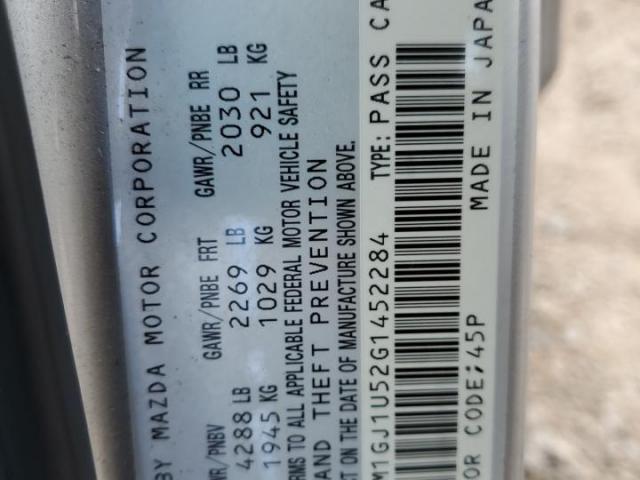 BY MAZDA MOTOR CORPORATION
WR/PNBV GAWR/PNBE FRT GAWR/PNBE RR
4288 LB 2269 LB 2030 LB
1945 KG 1029 KG 921 KG
RMS TO ALL APPLICABLE FEDERAL MOTOR VEHICLE SAFETY
AND THEFT PREVENTION
ON THE DATE OF MANUFACTURE SHOWN ABOVE.
M1GJ1U52G1452284 TYPE: PASS CA
OR CODE:45P MADE IN JAPA